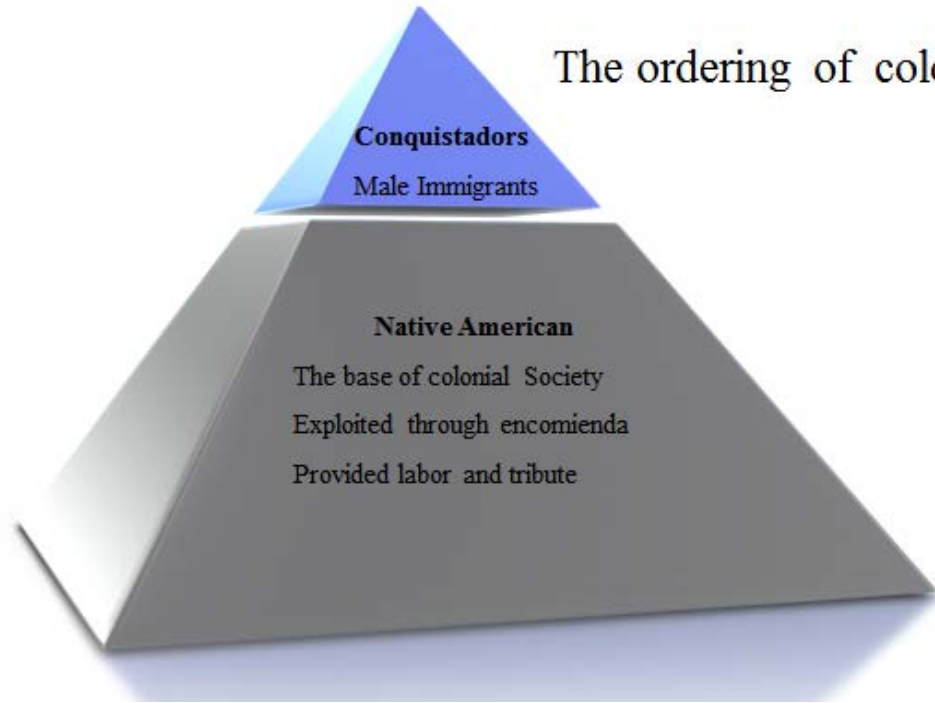 The ordering of
Conquistadors
Male Immigrants
Native American
The base of colonial Society
Exploited through encomienda
Provided labor and tribute